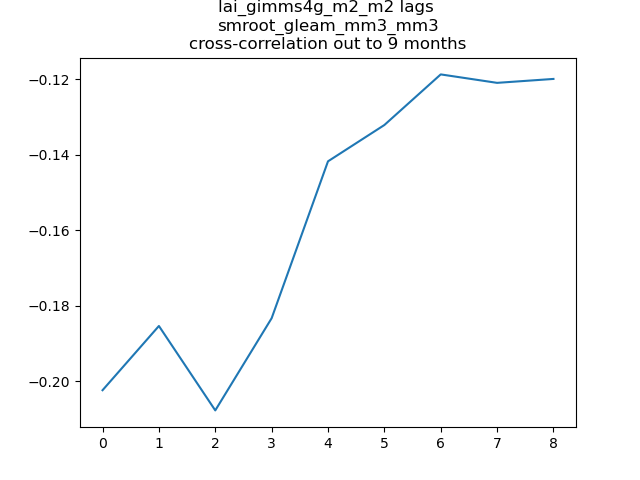 lai_gimms4g_m2_m2 lags
smroot_gleam_mm3_mm3
cross-correlation out to 9 months
−0.12
−0.14
−0.16
−0.18
−0.20
0 1 2 3 4 5 6 7 8